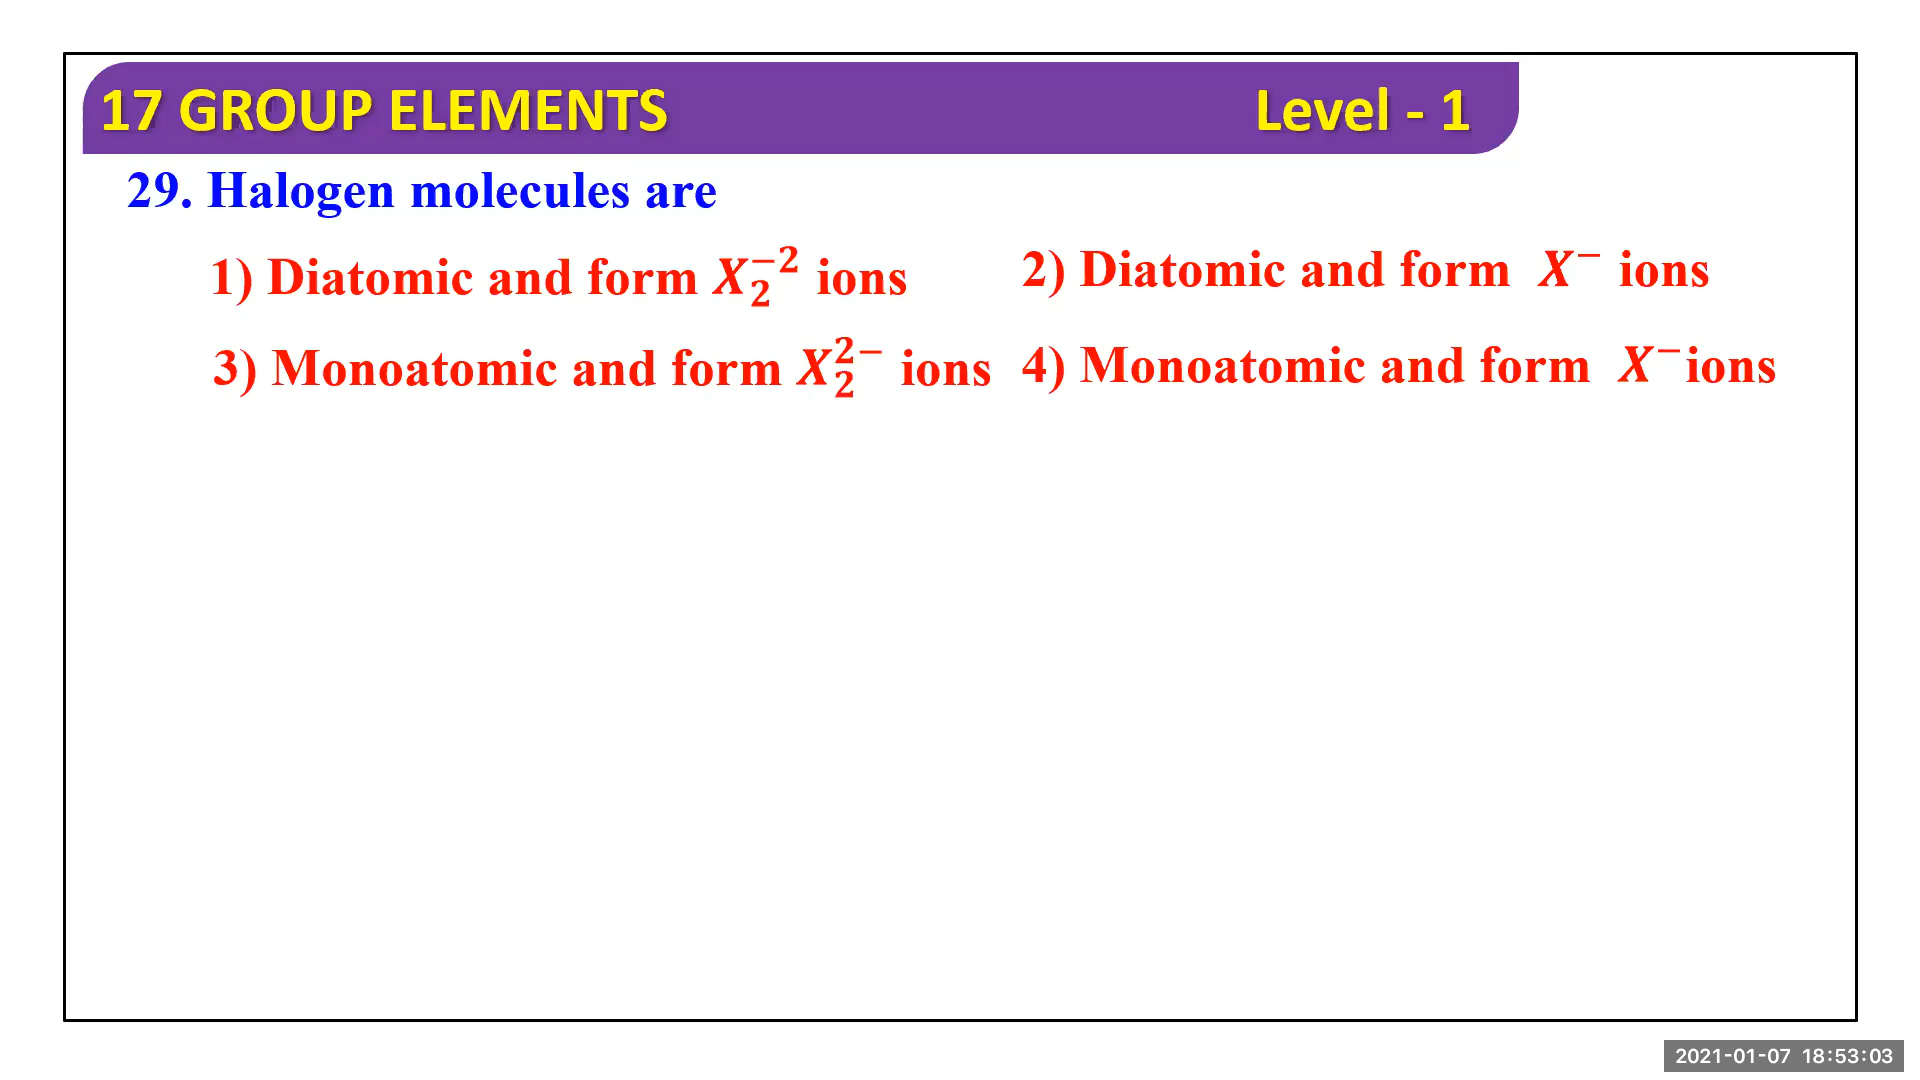 17 GROUP ELEMENTS Level - 1
29. Halogen molecules are
1) Diatomic and form X₂⁻² ions 2) Diatomic and form X⁻ ions
3) Monoatomic and form X₂²⁻ ions 4) Monoatomic and form X⁻ions
2021-01-07 18:53:03